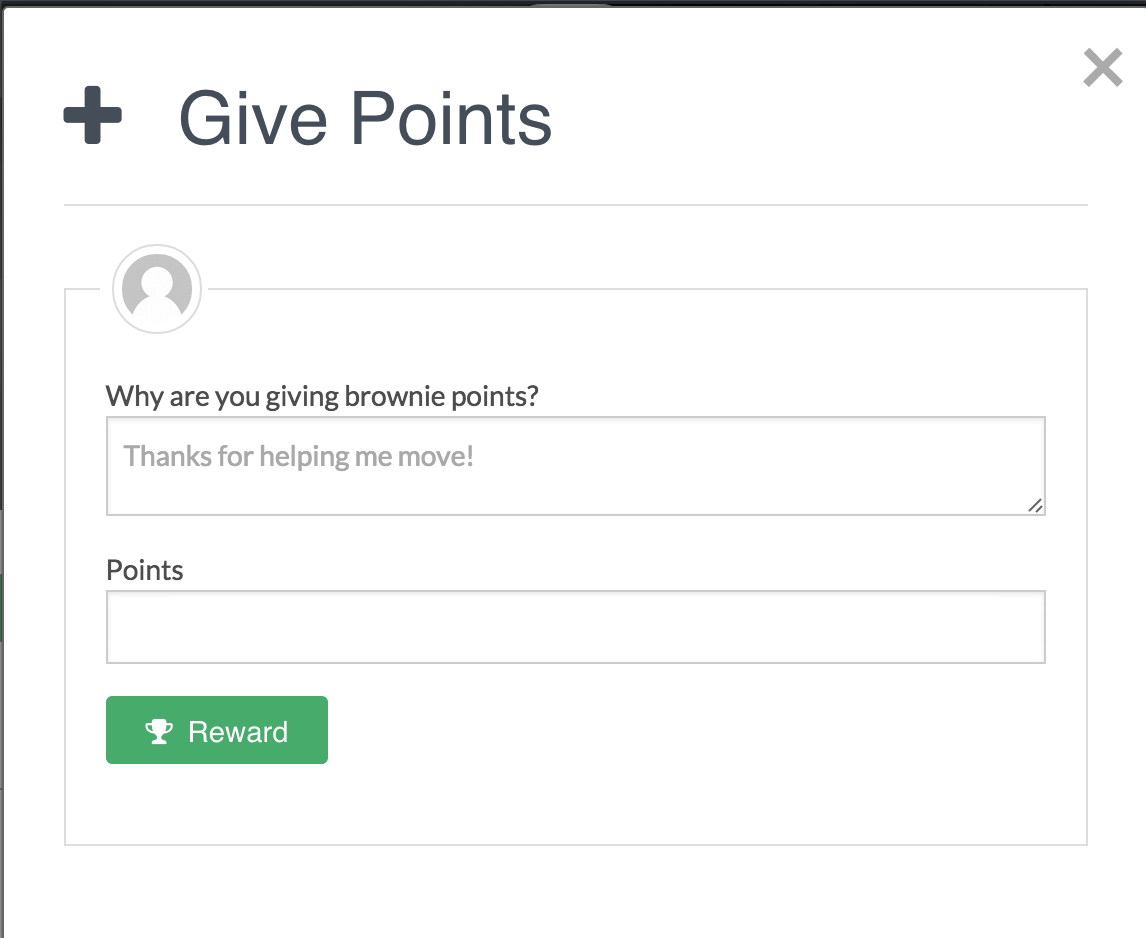 Give Points
Why are you giving brownie points?
Thanks for helping me move!
Points
Reward